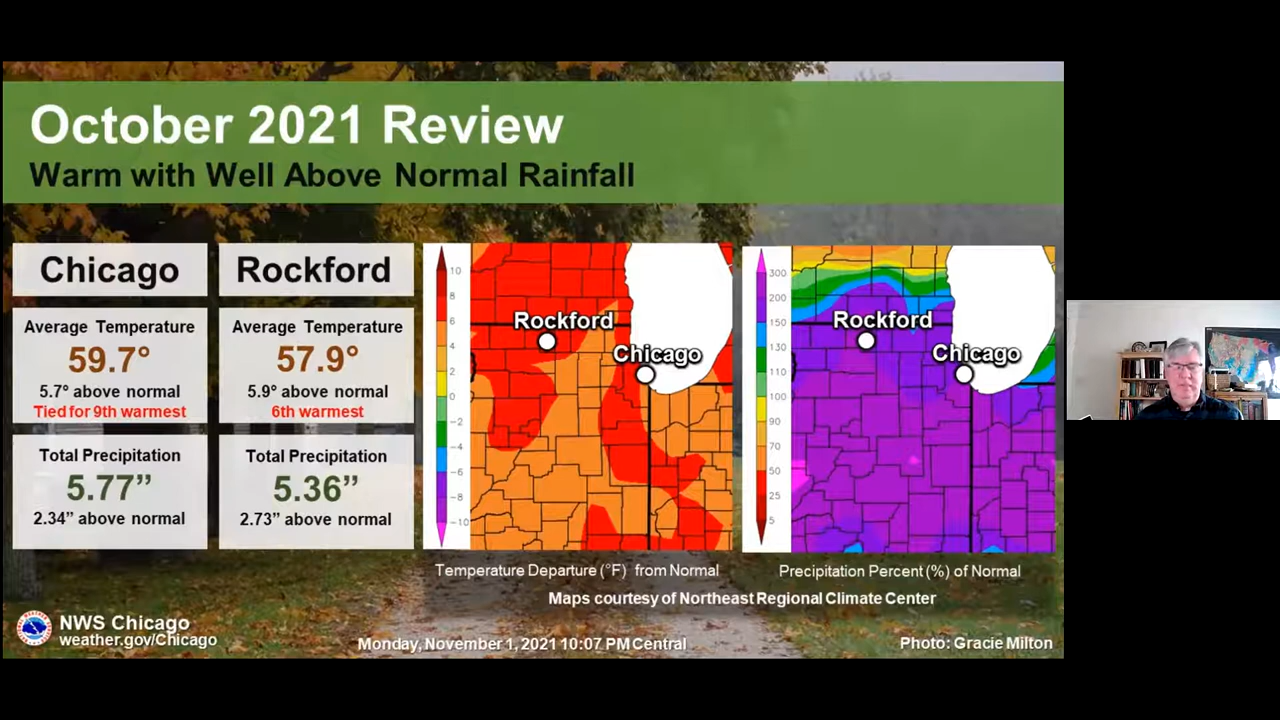 October 2021 Review
Warm with Well Above Normal Rainfall
Chicago
Average Temperature
59.7°
5.7° above normal
Tied for 9th warmest
Total Precipitation
5.77”
2.34” above normal
Rockford
Average Temperature
57.9°
5.9° above normal
6th warmest
Total Precipitation
5.36”
2.73” above normal
10
8
6
4
2
0
−2
−4
−6
−8
−10
Rockford
Chicago
Temperature Departure (°F) from Normal
300
200
150
130
110
100
90
70
50
25
5
Rockford
Chicago
Precipitation Percent (%) of Normal
Maps courtesy of Northeast Regional Climate Center
NWS Chicago
weather.gov/Chicago
Monday, November 1, 2021 10:07 PM Central
Photo: Gracie Milton